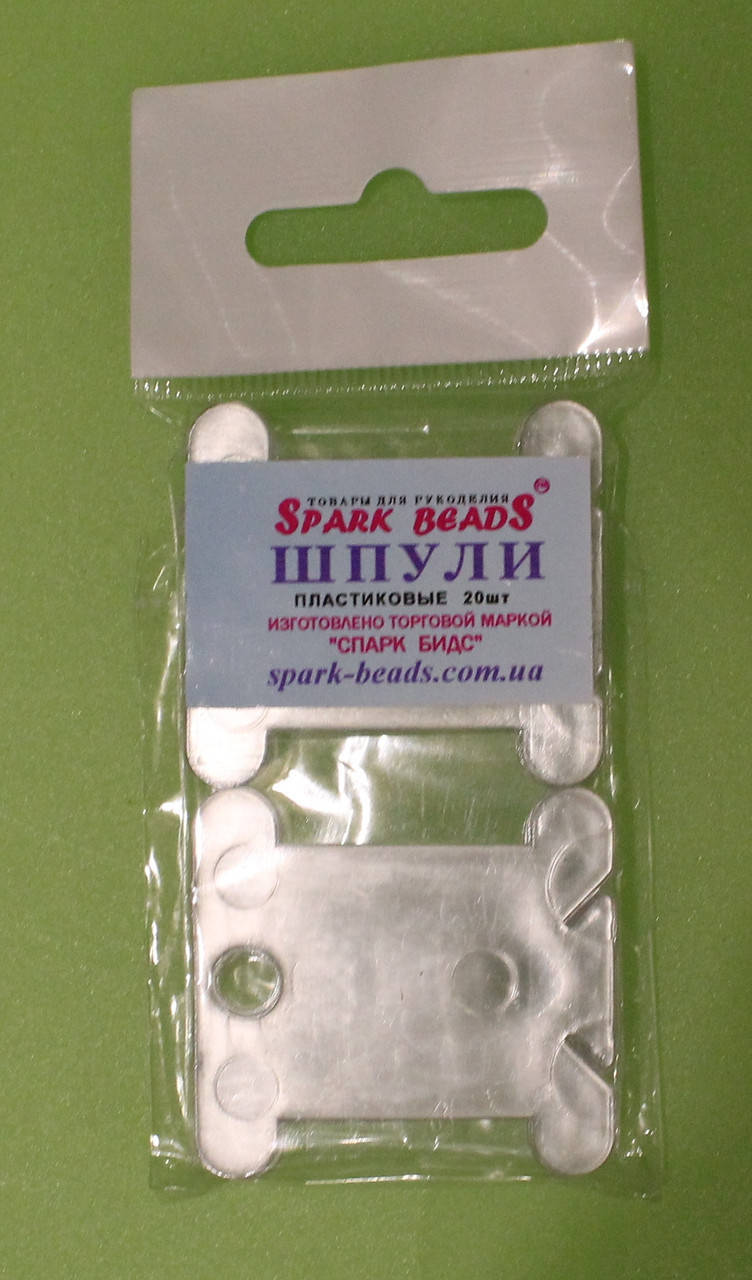 ТОВАРЫ ДЛЯ РУКОДЕЛИЯ
SPARK BEADS
ШПУЛИ
ПЛАСТИКОВЫЕ 20шт
ИЗГОТОВЛЕНО ТОРГОВОЙ МАРКОЙ
"СПАРК БИДС"
spark-beads.com.ua